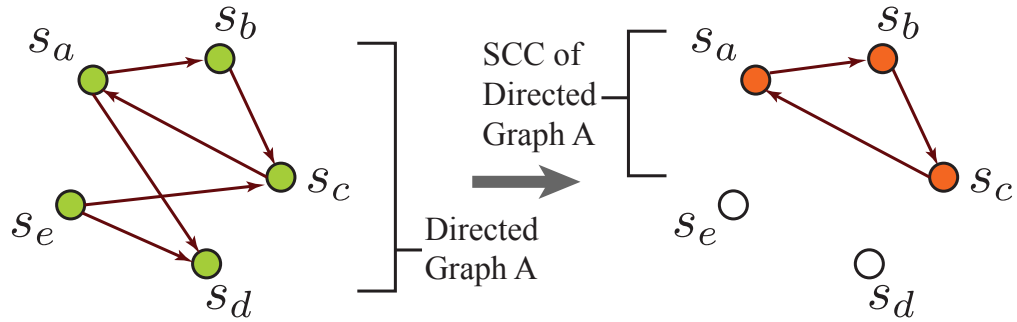 s_a
s_b
s_c
s_e
s_d
Directed
Graph A
SCC of
Directed
Graph A
s_a
s_b
s_c
s_e
s_d